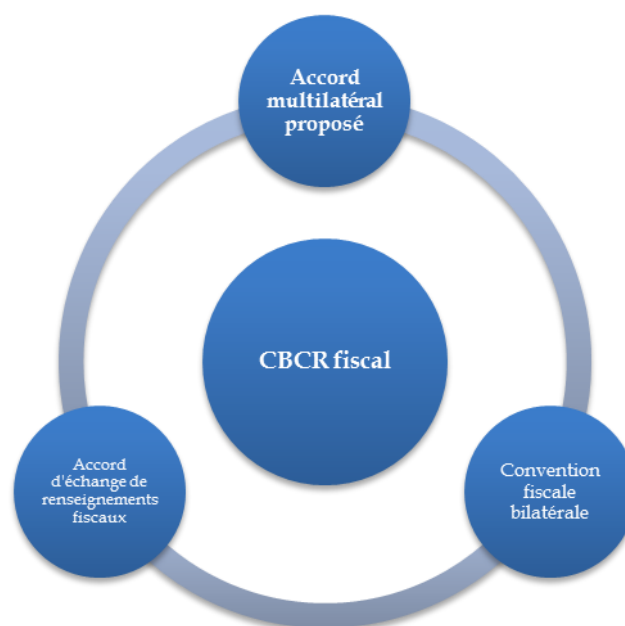 Accord
multilatéral
proposé
CBCR fiscal
Accord
d'échange de
renseignements
fiscaux
Convention
fiscale
bilatérale